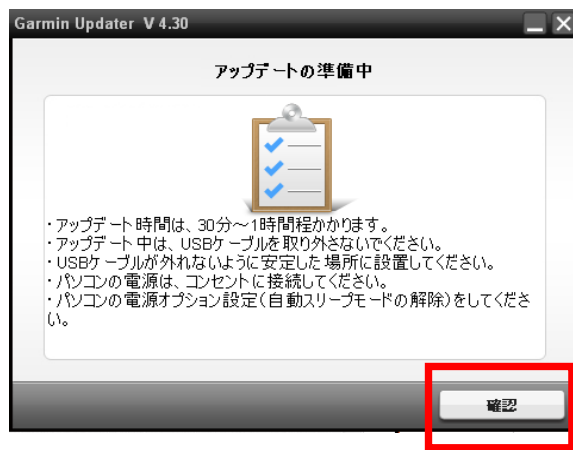 Garmin Updater V 4.30
アップデートの準備中
・アップデート時間は、30分～1時間程かかります。
・アップデート中は、USBケーブルを取り外さないでください。
・USBケーブルが外れないように安定した場所に設置してください。
・パソコンの電源は、コンセントに接続してください。
・パソコンの電源オプション設定(自動スリープモードの解除)をしてくださ
い。
確認